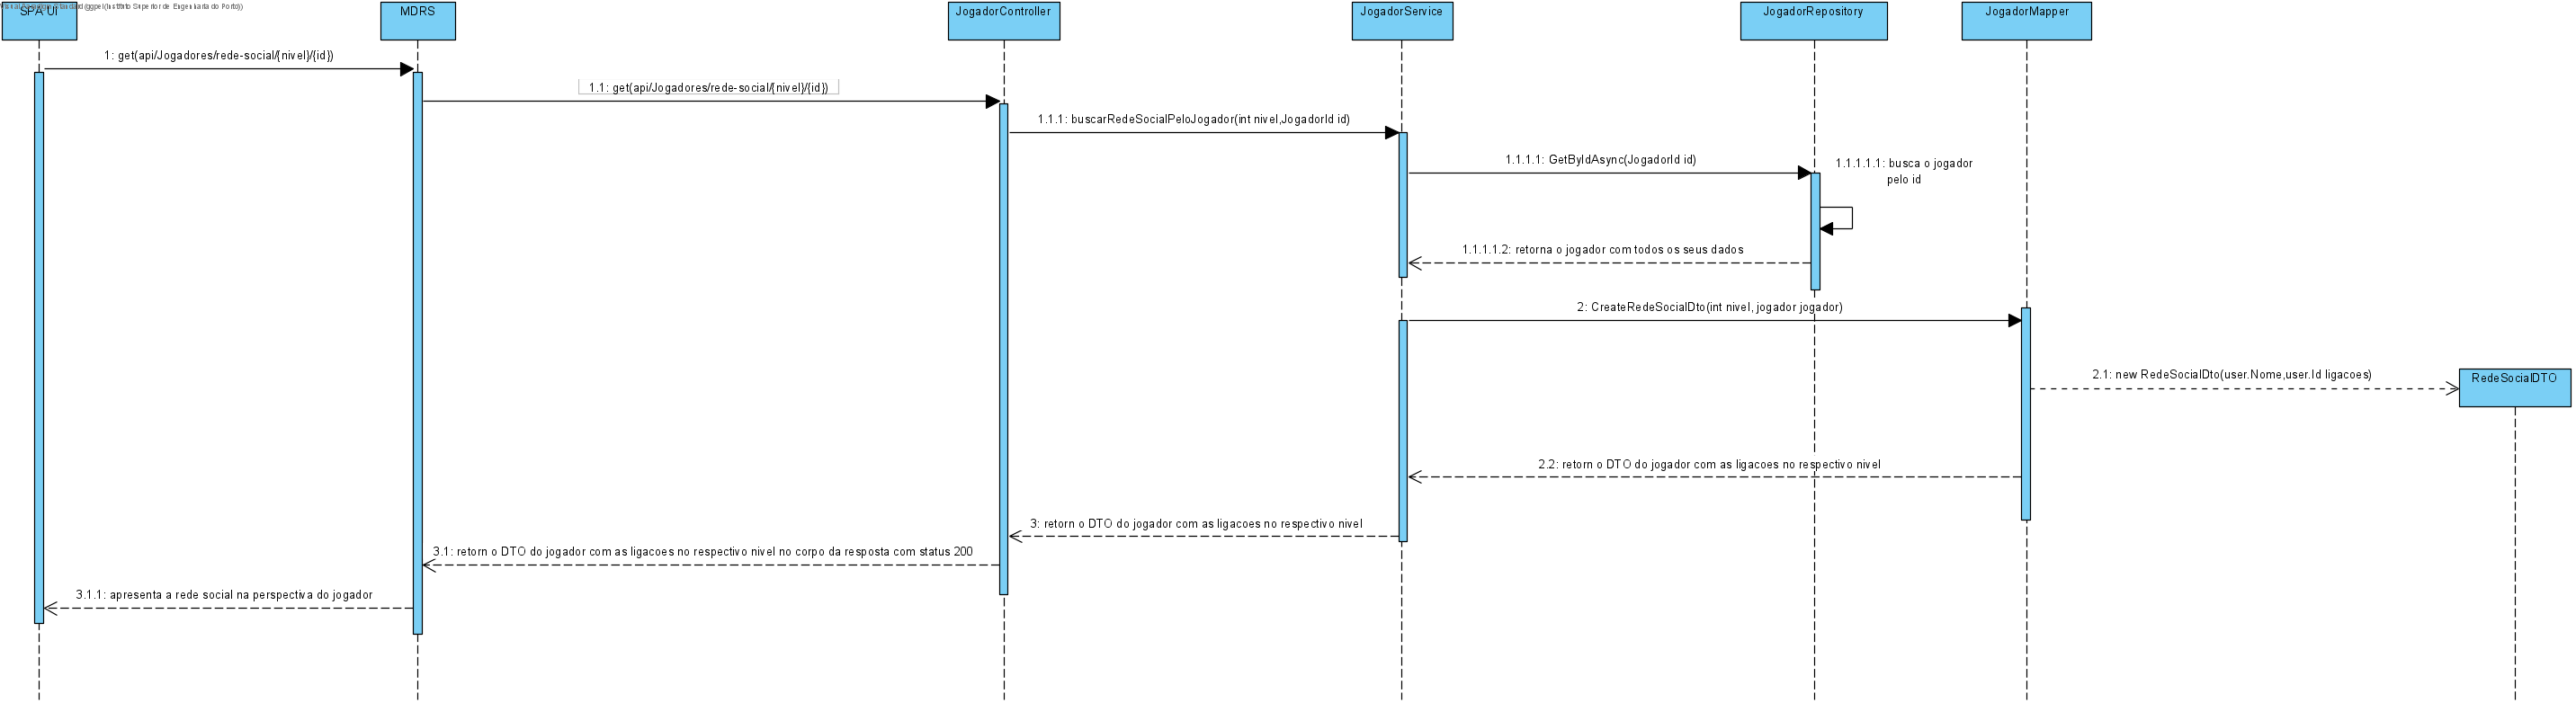 SPA UI
MDRS
JogadorController
JogadorService
JogadorRepository
JogadorMapper
1: get(api/Jogadores/rede-social/{nivel}/{id})
1.1: get(api/Jogadores/rede-social/{nivel}/{id})
1.1.1: buscarRedeSocialPeloJogador(int nivel,JogadorId id)
1.1.1.1: GetByIdAsync(JogadorId id)
1.1.1.1.1: busca o jogador
pelo id
1.1.1.1.2: retorna o jogador com todos os seus dados
2: CreateRedeSocialDto(int nivel, jogador jogador)
2.1: new RedeSocialDto(user.Nome,user.Id ligacoes)
RedeSocialDTO
2.2: retorn o DTO do jogador com as ligacoes no respectivo nivel
3: retorn o DTO do jogador com as ligacoes no respectivo nivel
3.1: retorn o DTO do jogador com as ligacoes no respectivo nivel no corpo da resposta com status 200
3.1.1: apresenta a rede social na perspectiva do jogador
(Instituto Superior de Engenharia do Porto))